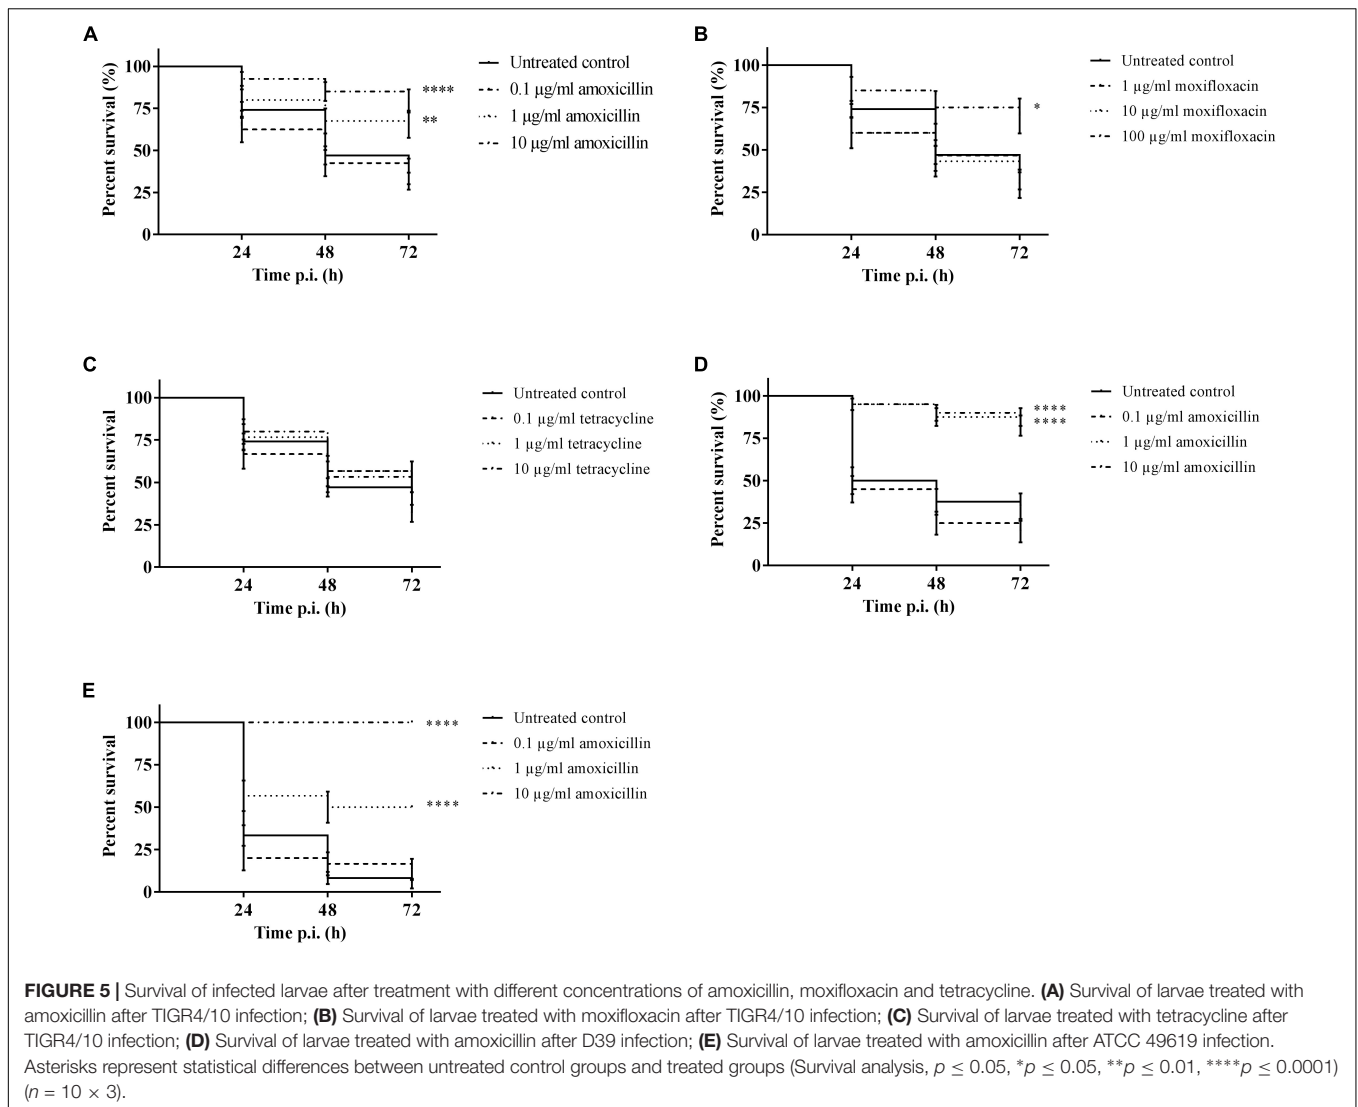 A
Percent survival (%)
100
75
50
25
0
24 48 72
Time p.i. (h)
****
**
Untreated control
0.1 µg/ml amoxicillin
1 µg/ml amoxicillin
10 µg/ml amoxicillin
B
Percent survival (%)
100
75
50
25
0
24 48 72
Time p.i. (h)
*
Untreated control
1 µg/ml moxifloxacin
10 µg/ml moxifloxacin
100 µg/ml moxifloxacin
C
Percent survival
100
75
50
25
0
24 48 72
Time p.i. (h)
Untreated control
0.1 µg/ml tetracycline
1 µg/ml tetracycline
10 µg/ml tetracycline
D
Percent survival (%)
100
75
50
25
0
24 48 72
Time p.i. (h)
****
****
Untreated control
0.1 µg/ml amoxicillin
1 µg/ml amoxicillin
10 µg/ml amoxicillin
E
Percent survival
100
75
50
25
0
24 48 72
Time p.i. (h)
****
****
Untreated control
0.1 µg/ml amoxicillin
1 µg/ml amoxicillin
10 µg/ml amoxicillin
FIGURE 5 | Survival of infected larvae after treatment with different concentrations of amoxicillin, moxifloxacin and tetracycline. (A) Survival of larvae treated with
amoxicillin after TIGR4/10 infection; (B) Survival of larvae treated with moxifloxacin after TIGR4/10 infection; (C) Survival of larvae treated with tetracycline after
TIGR4/10 infection; (D) Survival of larvae treated with amoxicillin after D39 infection; (E) Survival of larvae treated with amoxicillin after ATCC 49619 infection.
Asterisks represent statistical differences between untreated control groups and treated groups (Survival analysis, p ≤ 0.05, *p ≤ 0.05, **p ≤ 0.01, ****p ≤ 0.0001)
(n = 10 × 3).